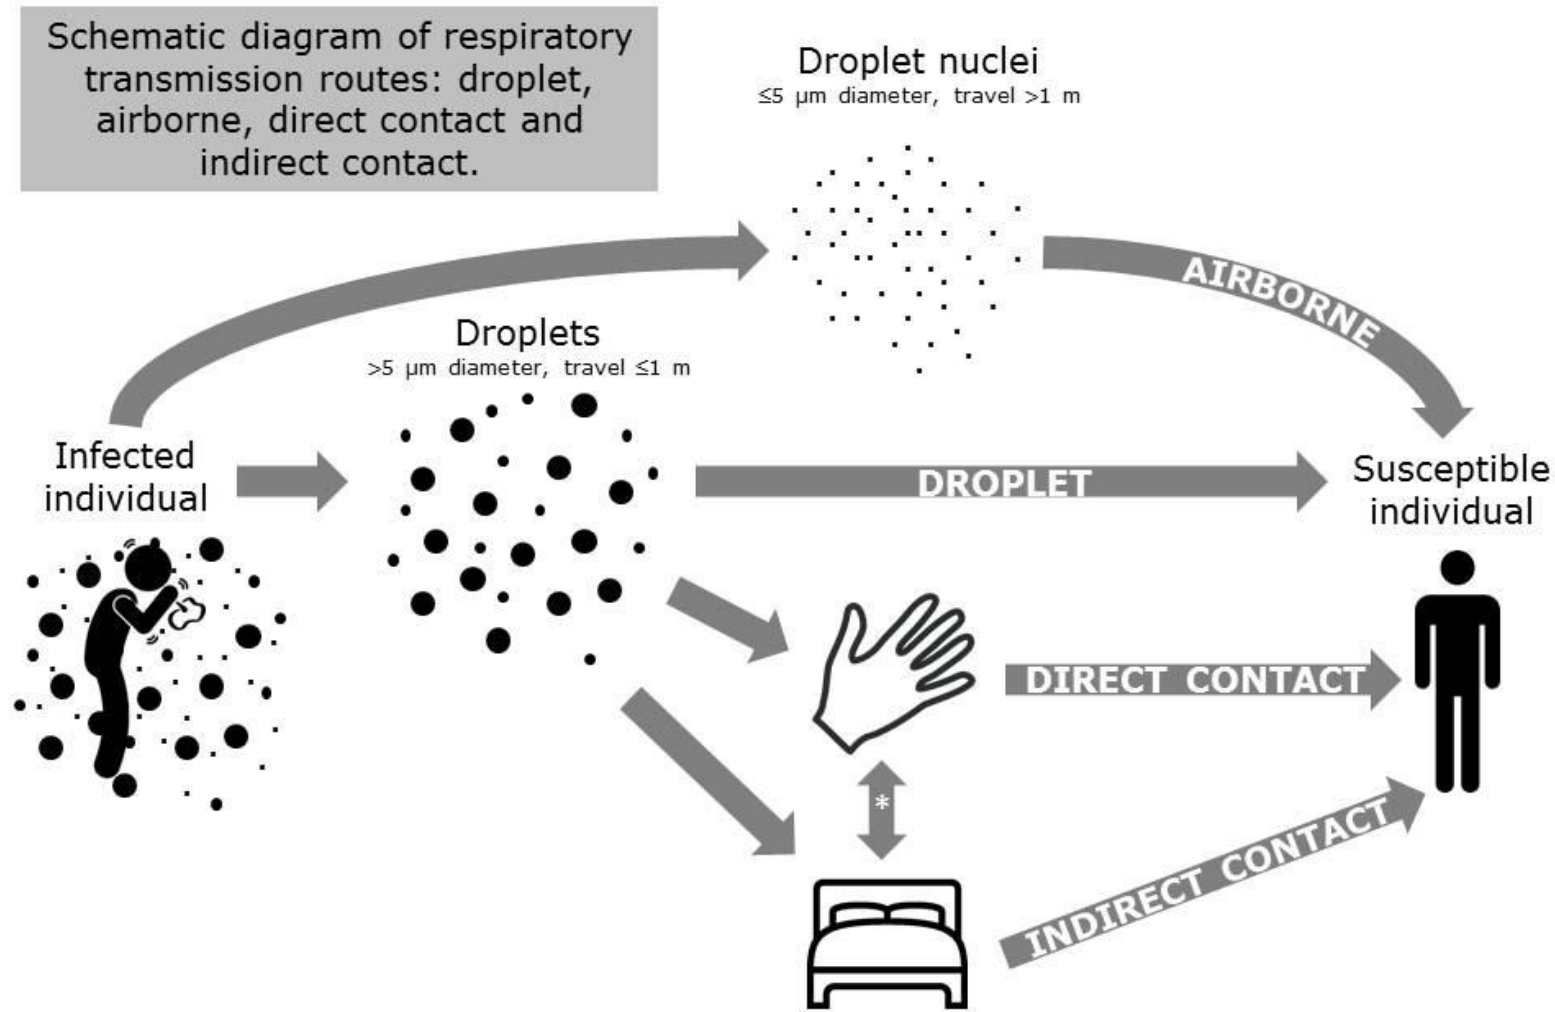 Schematic diagram of respiratory
transmission routes: droplet,
airborne, direct contact and
indirect contact.
Droplet nuclei
≤5 μm diameter, travel >1 m
AIRBORNE
Droplets
>5 μm diameter, travel ≤1 m
Infected
individual
DROPLET
Susceptible
individual
DIRECT CONTACT
*
INDIRECT CONTACT